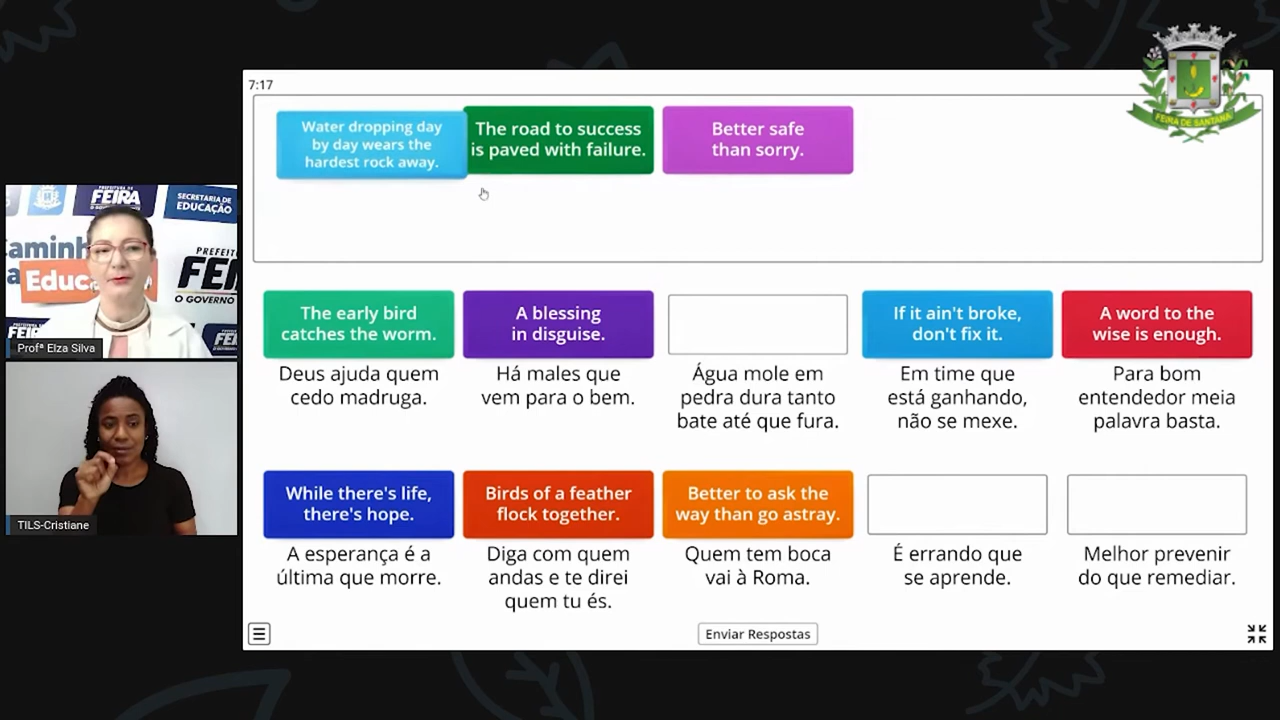 7:17
FEIRA DE SANTANA
Water dropping day
by day wears the
hardest rock away.
The road to success
is paved with failure.
Better safe
than sorry.
The early bird
catches the worm.
A blessing
in disguise.
If it ain't broke,
don't fix it.
A word to the
wise is enough.
Deus ajuda quem
cedo madruga.
Há males que
vem para o bem.
Água mole em
pedra dura tanto
bate até que fura.
Em time que
está ganhando,
não se mexe.
Para bom
entendedor meia
palavra basta.
While there's life,
there's hope.
Birds of a feather
flock together.
Better to ask the
way than go astray.
A esperança é a
última que morre.
Diga com quem
andas e te direi
quem tu és.
Quem tem boca
vai à Roma.
É errando que
se aprende.
Melhor prevenir
do que remediar.
Enviar Respostas
FEIRA
SECRETARIA DE
EDUCAÇÃO
aminh
a
Educ
PREFEIT
FEI
O GOVERNO
Profª Elza Silva
TILS-Cristiane